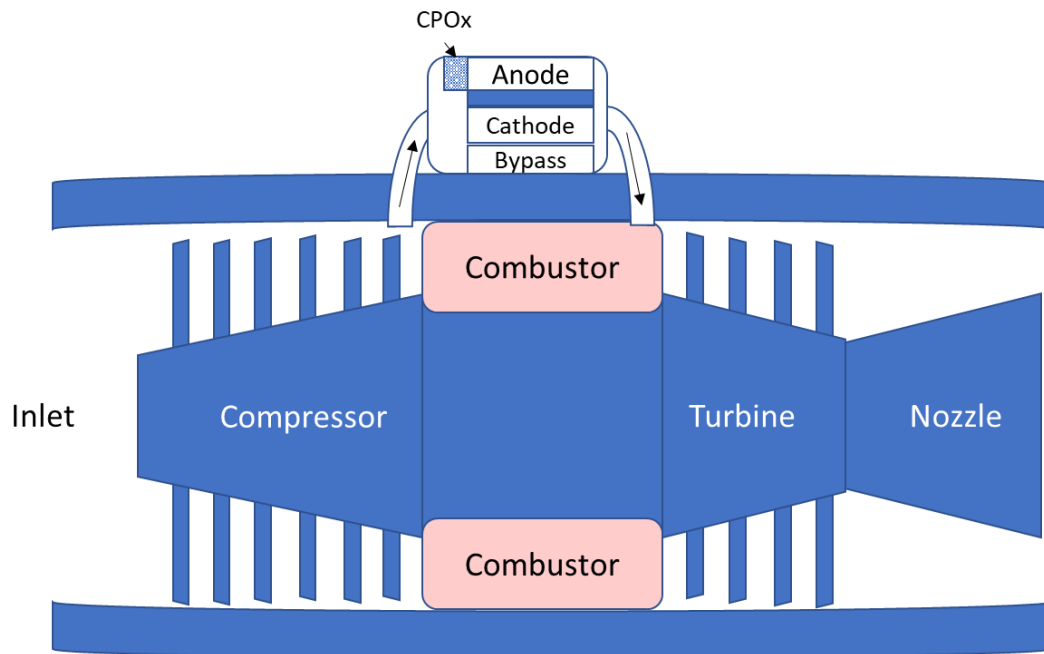 CPOx
Anode
Cathode
Bypass
Combustor
Inlet
Compressor
Turbine
Nozzle
Combustor